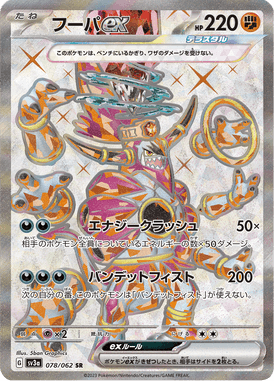 たね フーパex HP220
テラスタル
このポケモンは、ベンチにいるかぎり、ワザのダメージを受けない。
エナジークラッシュ 50×
相手のポケモン全員についているエネルギーの数×50ダメージ。
バンデットフィスト 200
次の自分の番、このポケモンは「バンデットフィスト」が使えない。
弱点 ×2 抵抗力 にげる
exルール
ポケモンexがきぜつしたとき、相手はサイドを2枚とる。
Illus. 5ban Graphics
sv3a 078/062 SR
©2023 Pokémon/Nintendo/Creatures/GAME FREAK.